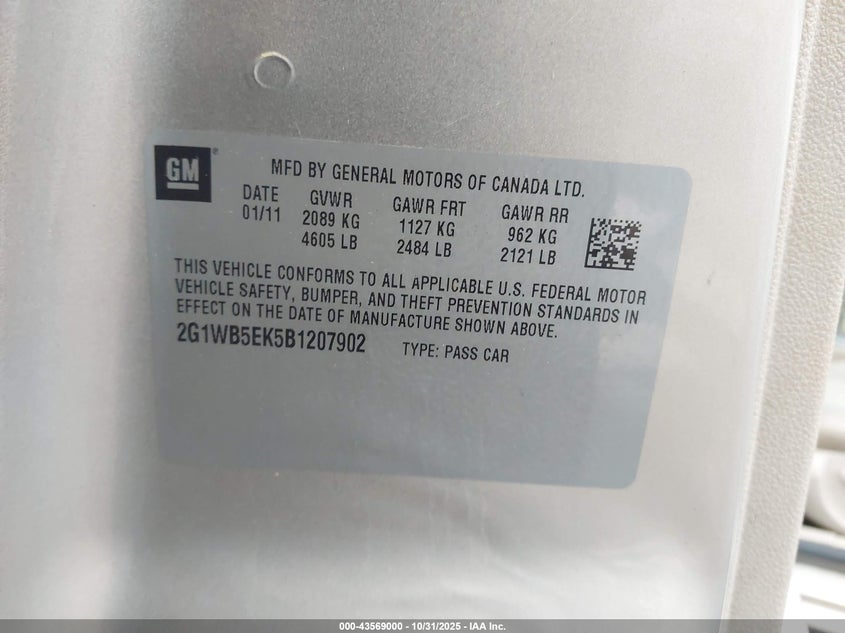 GM®
MFD BY GENERAL MOTORS OF CANADA LTD.
DATE GVWR GAWR FRT GAWR RR
01/11 2089 KG 1127 KG 962 KG
4605 LB 2484 LB 2121 LB
THIS VEHICLE CONFORMS TO ALL APPLICABLE U.S. FEDERAL MOTOR
VEHICLE SAFETY, BUMPER, AND THEFT PREVENTION STANDARDS IN
EFFECT ON THE DATE OF MANUFACTURE SHOWN ABOVE.
2G1WB5EK5B1207902 TYPE: PASS CAR
000-43569000 - 10/31/2025 - IAA Inc.